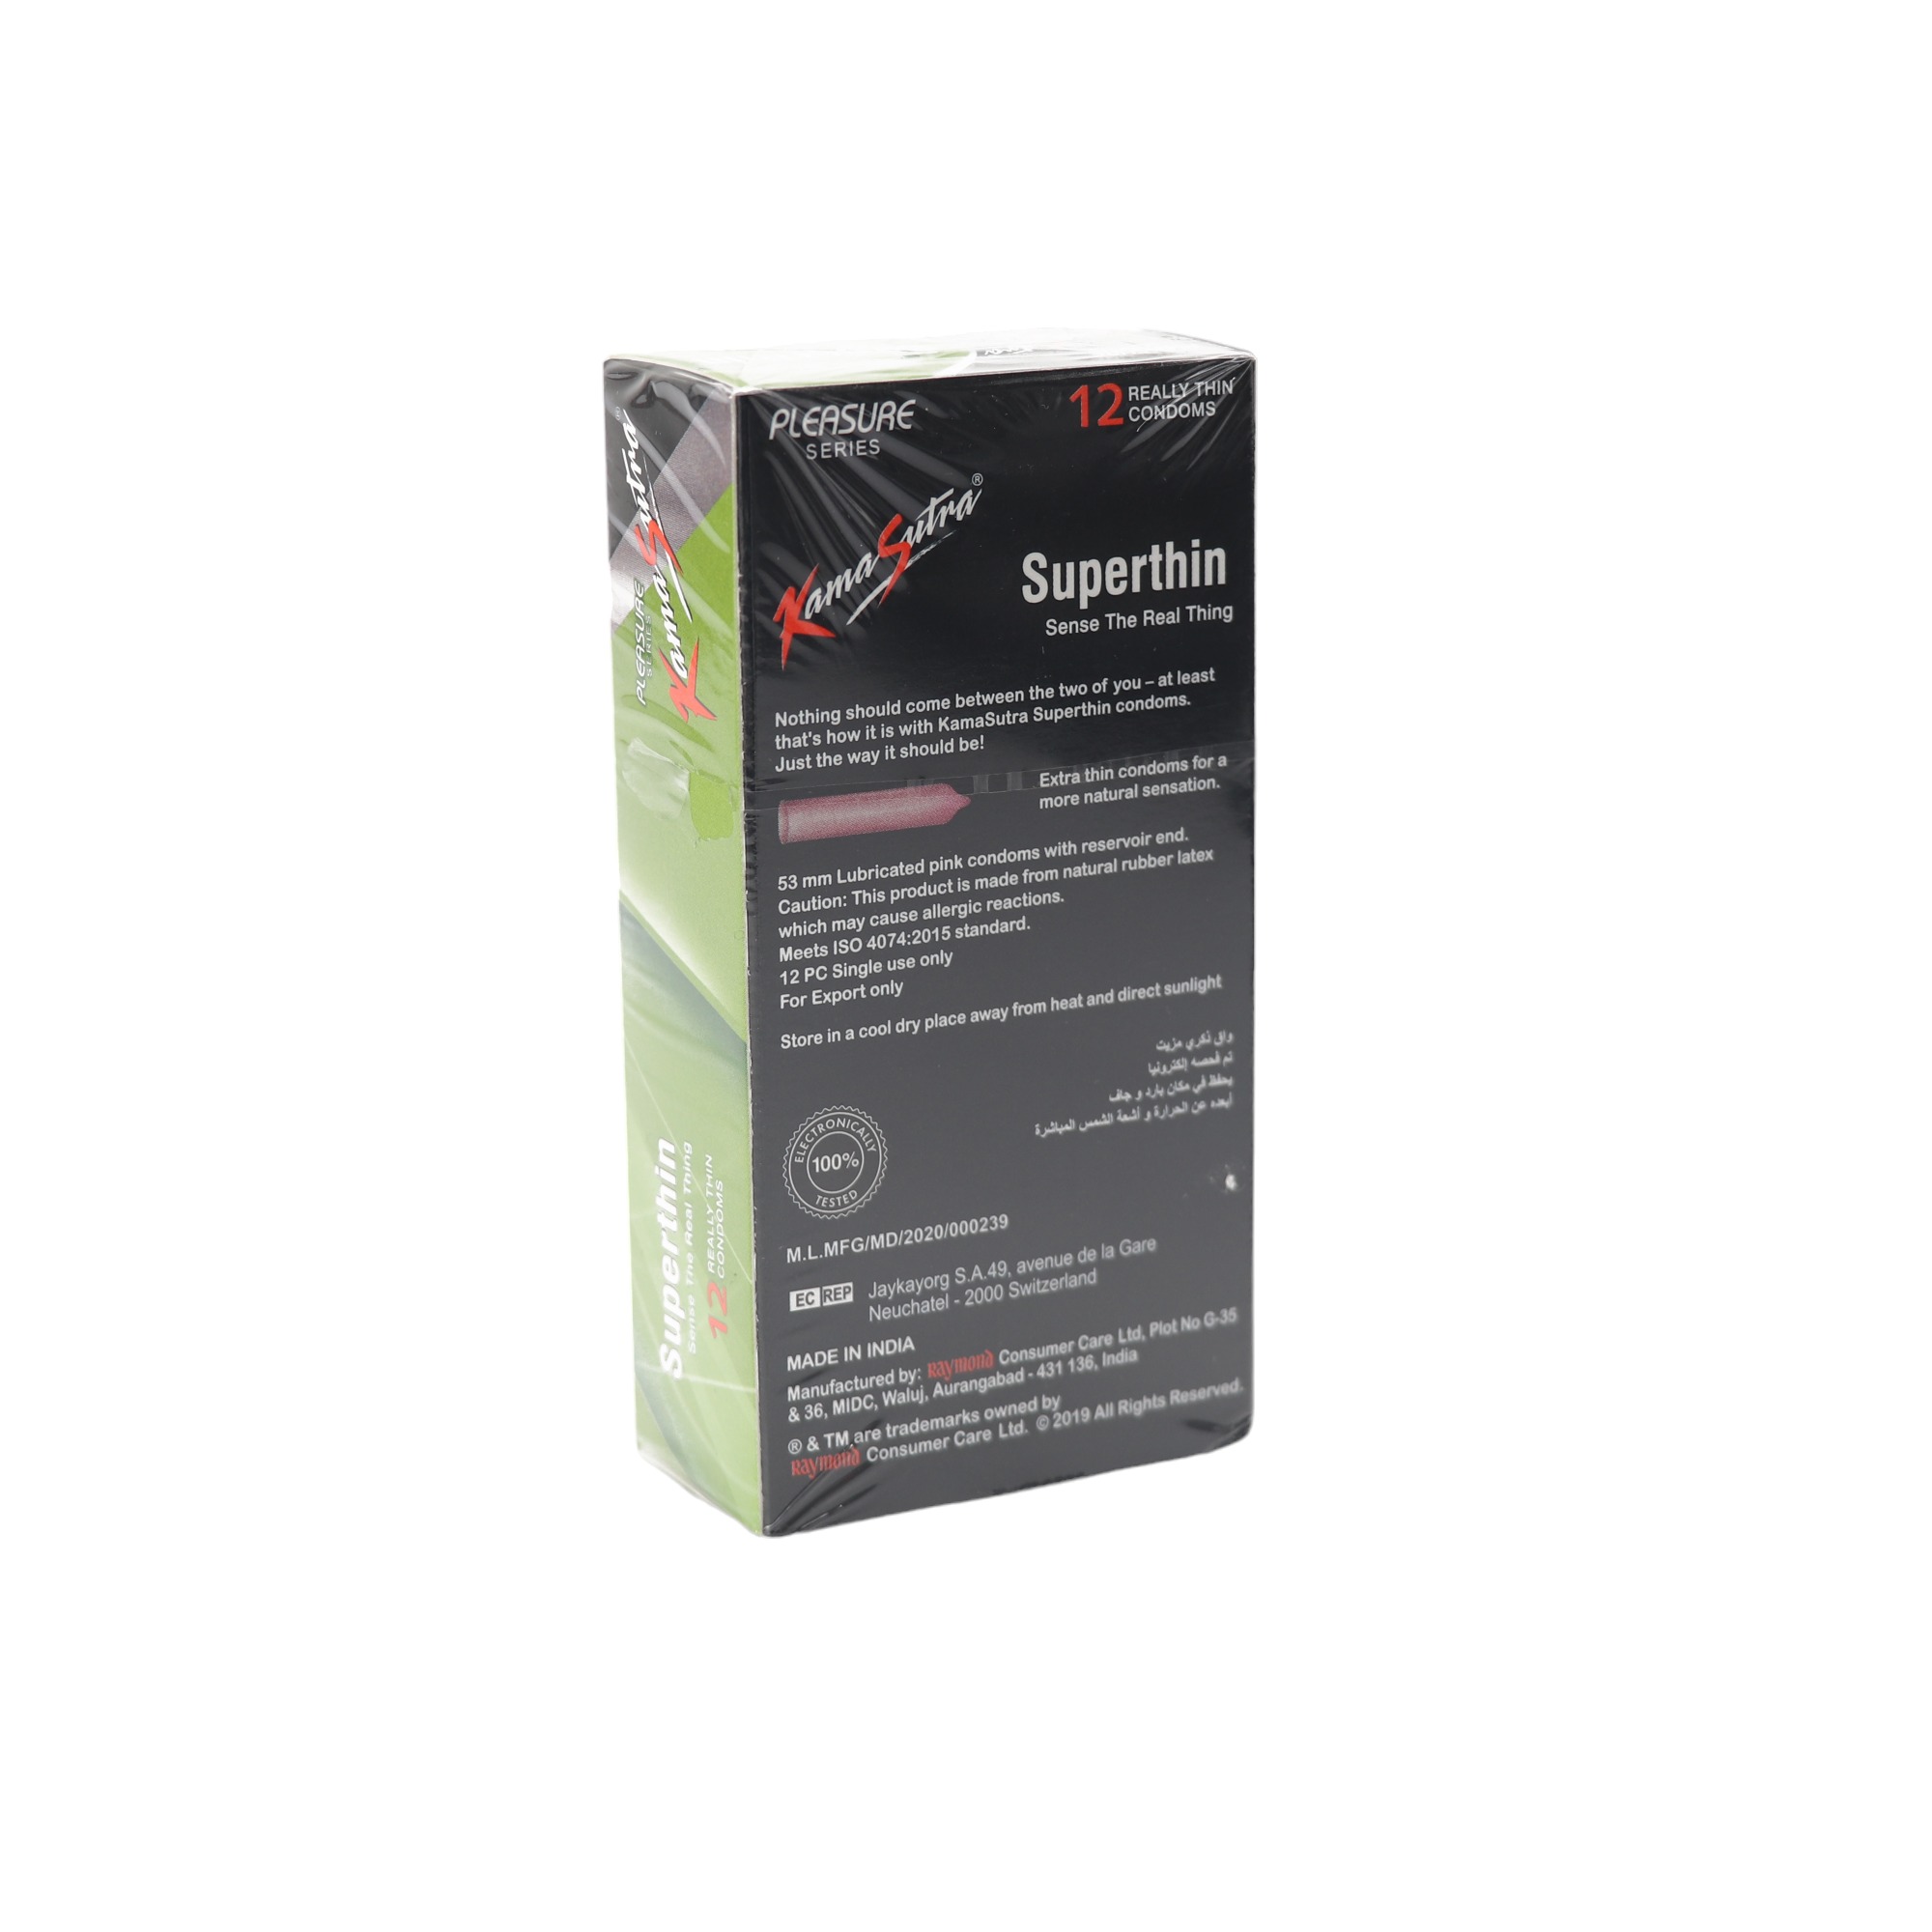 PLEASURE
SERIES
12 REALLY THIN
CONDOMS
KamaSutra®
Superthin
Sense The Real Thing
Nothing should come between the two of you – at least
that's how it is with KamaSutra Superthin condoms.
Just the way it should be!
Extra thin condoms for a
more natural sensation.
53 mm Lubricated pink condoms with reservoir end.
Caution: This product is made from natural rubber latex
which may cause allergic reactions.
Meets ISO 4074:2015 standard.
12 PC Single use only
For Export only
Store in a cool dry place away from heat and direct sunlight
واق ذكري مزيت
تم فحصه إلكترونيا
يحفظ في مكان بارد و جاف
أبعده عن الحرارة و أشعة الشمس المباشرة
ELECTRONICALLY
100%
TESTED
M.L.MFG/MD/2020/000239
EC REP
Jaykayorg S.A.49, avenue de la Gare
Neuchatel - 2000 Switzerland
MADE IN INDIA
Manufactured by: Raymond Consumer Care Ltd, Plot No G-35
& 36, MIDC, Waluj, Aurangabad - 431 136, India
® & TM are trademarks owned by
Raymond Consumer Care Ltd. © 2019 All Rights Reserved.
PLEASURE
SERIES
KamaSutra®
Superthin
Sense The Real Thing
12 REALLY THIN
CONDOMS